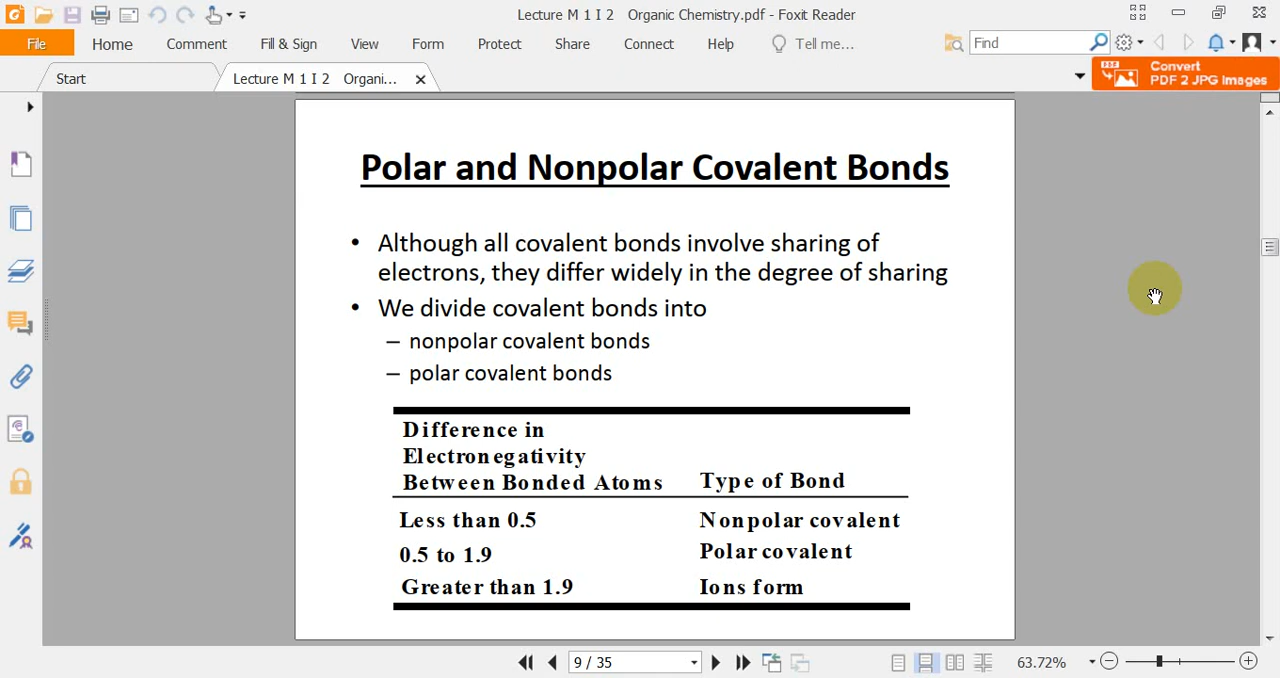 Lecture M 1 I 2 Organic Chemistry.pdf - Foxit Reader
File Home Comment Fill & Sign View Form Protect Share Connect Help Tell me... Find
Start Lecture M 1 I 2 Organi...
PDF Convert
PDF 2 JPG Images
Polar and Nonpolar Covalent Bonds
• Although all covalent bonds involve sharing of
electrons, they differ widely in the degree of sharing
• We divide covalent bonds into
– nonpolar covalent bonds
– polar covalent bonds
Difference in
Electronegativity
Between Bonded Atoms Type of Bond
Less than 0.5 Nonpolar covalent
0.5 to 1.9 Polar covalent
Greater than 1.9 Ions form
9 / 35 63.72%